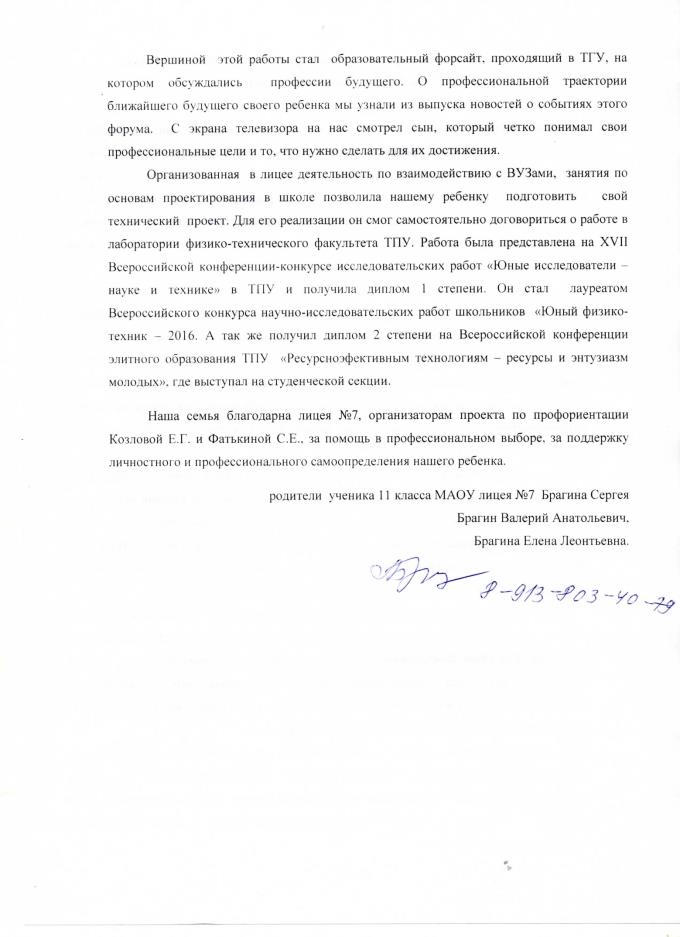 Вершиной этой работы стал образовательный форсайт, проходящий в ТГУ, на
котором обсуждались профессии будущего. О профессиональной траектории
ближайшего будущего своего ребенка мы узнали из выпуска новостей о событиях этого
форума. С экрана телевизора на нас смотрел сын, который четко понимал свои
профессиональные цели и то, что нужно сделать для их достижения.
Организованная в лицее деятельность по взаимодействию с ВУЗами, занятия по
основам проектирования в школе позволила нашему ребенку подготовить свой
технический проект. Для его реализации он смог самостоятельно договориться о работе в
лаборатории физико-технического факультета ТПУ. Работа была представлена на XVII
Всероссийской конференции-конкурсе исследовательских работ «Юные исследователи –
науке и технике» в ТПУ и получила диплом 1 степени. Он стал лауреатом
Всероссийского конкурса научно-исследовательских работ школьников «Юный физико-
техник – 2016. А так же получил диплом 2 степени на Всероссийской конференции
элитного образования ТПУ «Ресурсноэфективным технологиям – ресурсы и энтузиазм
молодых», где выступал на студенческой секции.
Наша семья благодарна лицея №7, организаторам проекта по профориентации
Козловой Е.Г. и Фатькиной С.Е., за помощь в профессиональном выборе, за поддержку
личностного и профессионального самоопределения нашего ребенка.
родители ученика 11 класса МАОУ лицея №7 Брагина Сергея
Брагин Валерий Анатольевич,
Брагина Елена Леонтьевна.
8-913-803-40-79